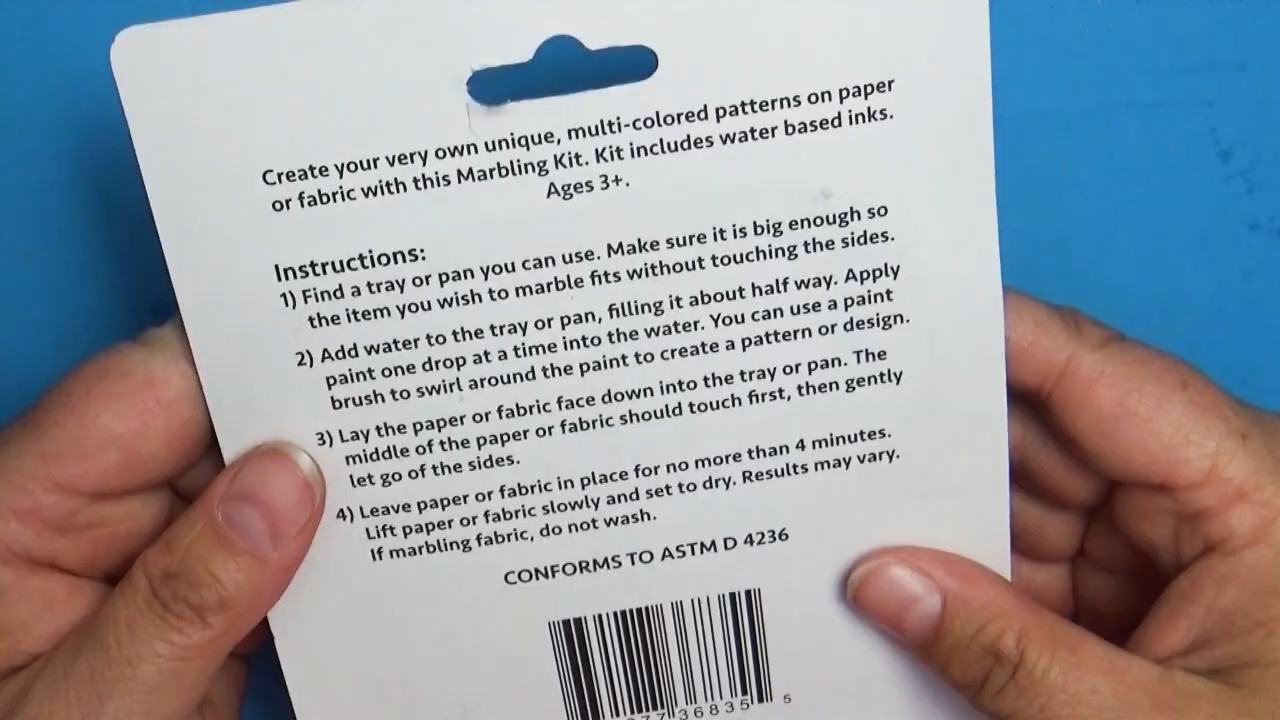 Create your very own unique, multi-colored patterns on paper
or fabric with this Marbling Kit. Kit includes water based inks.
Ages 3+.
Instructions:
1) Find a tray or pan you can use. Make sure it is big enough so
the item you wish to marble fits without touching the sides.
2) Add water to the tray or pan, filling it about half way. Apply
paint one drop at a time into the water. You can use a paint
brush to swirl around the paint to create a pattern or design.
3) Lay the paper or fabric face down into the tray or pan. The
middle of the paper or fabric should touch first, then gently
let go of the sides.
4) Leave paper or fabric in place for no more than 4 minutes.
Lift paper or fabric slowly and set to dry. Results may vary.
If marbling fabric, do not wash.
CONFORMS TO ASTM D 4236
77 36835 5